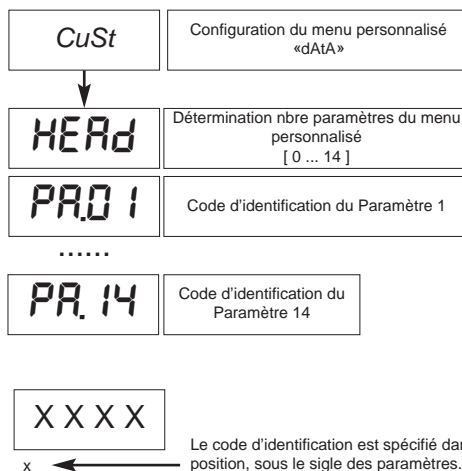 CuSt
Configuration du menu personnalisé
«dAtA»
HEAd
Détermination nbre paramètres du menu
personnalisé
[ 0 ... 14 ]
PA.01
Code d'identification du Paramètre 1
......
PA.14
Code d'identification du
Paramètre 14
X X X X
Le code d'identification est spécifié
x
position, sous le sigle des paramètres.